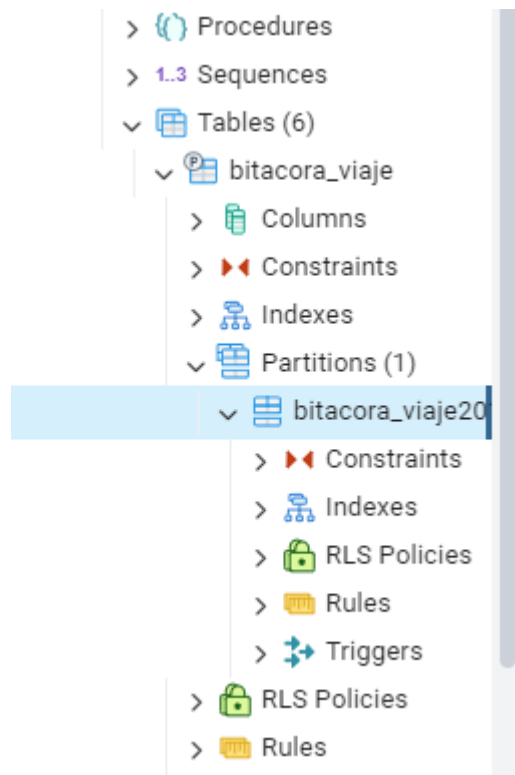 Procedures
1..3 Sequences
Tables (6)
P bitacora_viaje
Columns
Constraints
Indexes
Partitions (1)
bitacora_viaje20
Constraints
Indexes
RLS Policies
Rules
Triggers
RLS Policies
Rules